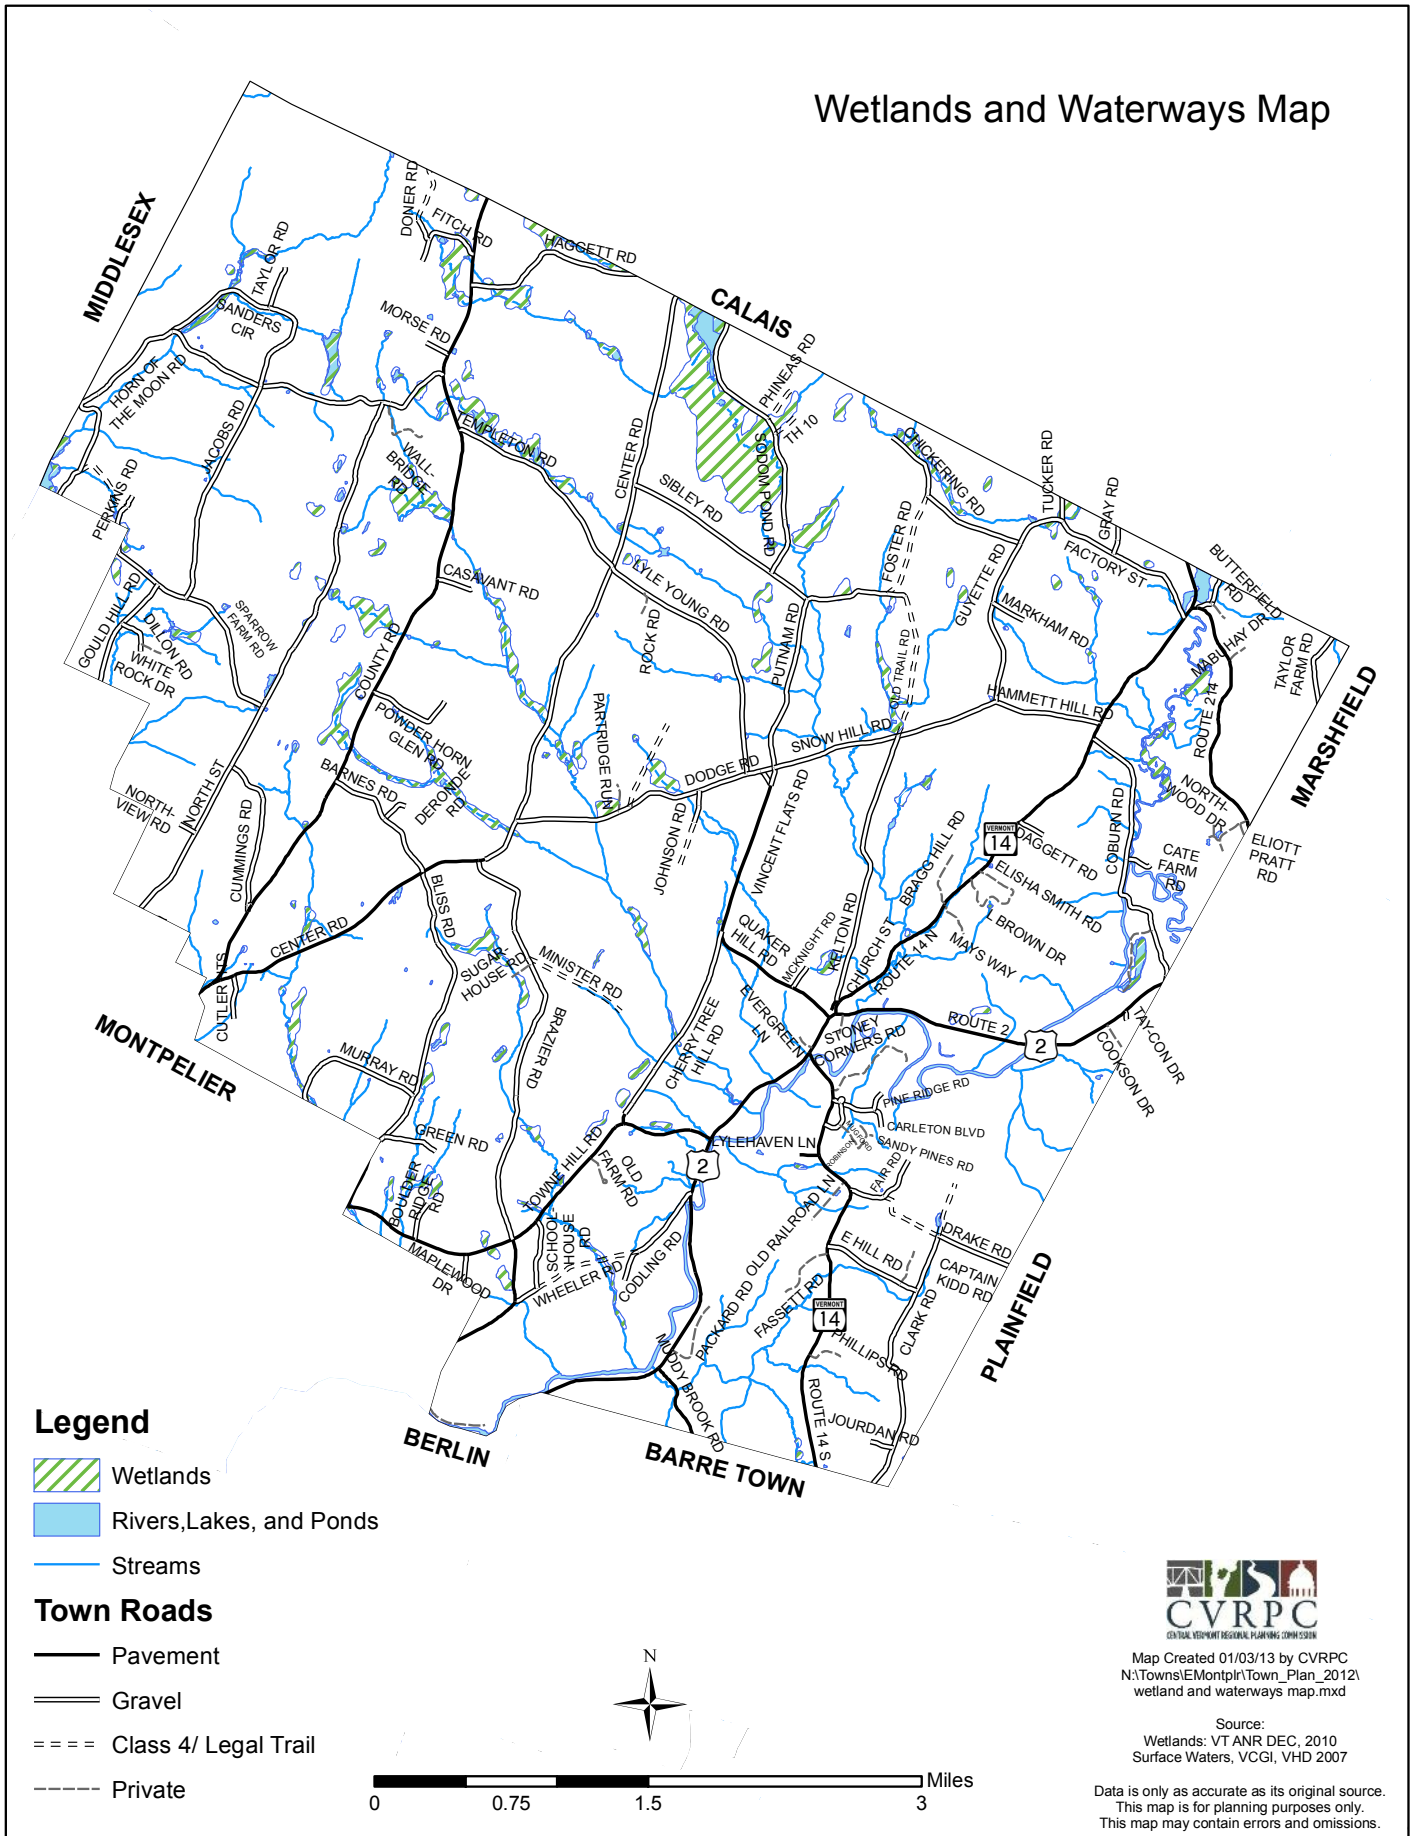 Wetlands and Waterways Map
MIDDLESEX
CALAIS
MARSHFIELD
PLAINFIELD
BARRE TOWN
BERLIN
MONTPELIER
DONER RD
FITCH RD
HAGGETT RD
TAYLOR RD
SANDERS
CIR
MORSE RD
HORN OF
THE MOON RD
JACOBS RD
PERKINS RD
WALL-
BRIDGE
RD
TEMPLETON RD
CENTER RD
SIBLEY RD
SODOM POND RD
PHINEAS RD
TH 10
CHICKERING RD
TUCKER RD
GRAY RD
FACTORY ST
BUTTERFIELD
RD
MABUHAY DR
TAYLOR
FARM RD
FOSTER RD
GUYETTE RD
MARKHAM RD
HAMMETT HILL RD
ROUTE 214
GOULD HILL RD
DILLON RD
WHITE
ROCK DR
SPARROW
FARM RD
CASAVANT RD
COUNTY RD
LYLE YOUNG RD
ROCK RD
PUTNAM RD
OLD TRAIL RD
POWDER HORN
GLEN RD
PARTRIDGE RUN
SNOW HILL RD
DODGE RD
BARNES RD
DERONDE
RD
NORTH-
VIEW RD
NORTH ST
CUMMINGS RD
JOHNSON RD
VINCENT FLATS RD
NORTH-
WOOD DR
COBURN RD
CATE
FARM
RD
ELIOTT
PRATT
RD
VERMONT
14
DAGGETT RD
BRAGG HILL RD
ELISHA SMITH RD
L BROWN DR
MAYS WAY
BLISS RD
CENTER RD
CUTLER HTS
SUGAR-
HOUSE RD
MINISTER RD
QUAKER
HILL RD
MCKNIGHT RD
KELTON RD
CHURCH ST
ROUTE 14 N
EVERGREEN
LN
STONEY
CORNERS RD
ROUTE 2
2
TAY-CON DR
COOKSON DR
CHERRY TREE
HILL RD
BRAZIER RD
MURRAY RD
PINE RIDGE RD
CARLETON BLVD
SANDY PINES RD
GREEN RD
BOULDER
RIDGE
RD
TOWNE HILL RD
OLD
FARM RD
2
LYLEHAVEN LN
FAIR RD
OLD RAILROAD LN
DRAKE RD
E HILL RD
CAPTAIN
KIDD RD
MAPLEWOOD
DR
SCHOOL-
HOUSE
RD
WHEELER RD
CODLING RD
PACKARD RD
FASSETT RD
VERMONT
14
CLARK RD
PHILLIPS RD
MUDDY BROOK RD
ROUTE 14 S
JOURDAN RD
Legend
Wetlands
Rivers,Lakes, and Ponds
Streams
Town Roads
Pavement
Gravel
Class 4/ Legal Trail
Private
N
0 0.75 1.5 3
Miles
CVRPC
CENTRAL VERMONT REGIONAL PLANNING COMMISSION
Map Created 01/03/13 by CVRPC
N:\Towns\EMontplr\Town_Plan_2012\
wetland and waterways map.mxd
Source:
Wetlands: VT ANR DEC, 2010
Surface Waters, VCGI, VHD 2007
Data is only as accurate as its original source.
This map is for planning purposes only.
This map may contain errors and omissions.